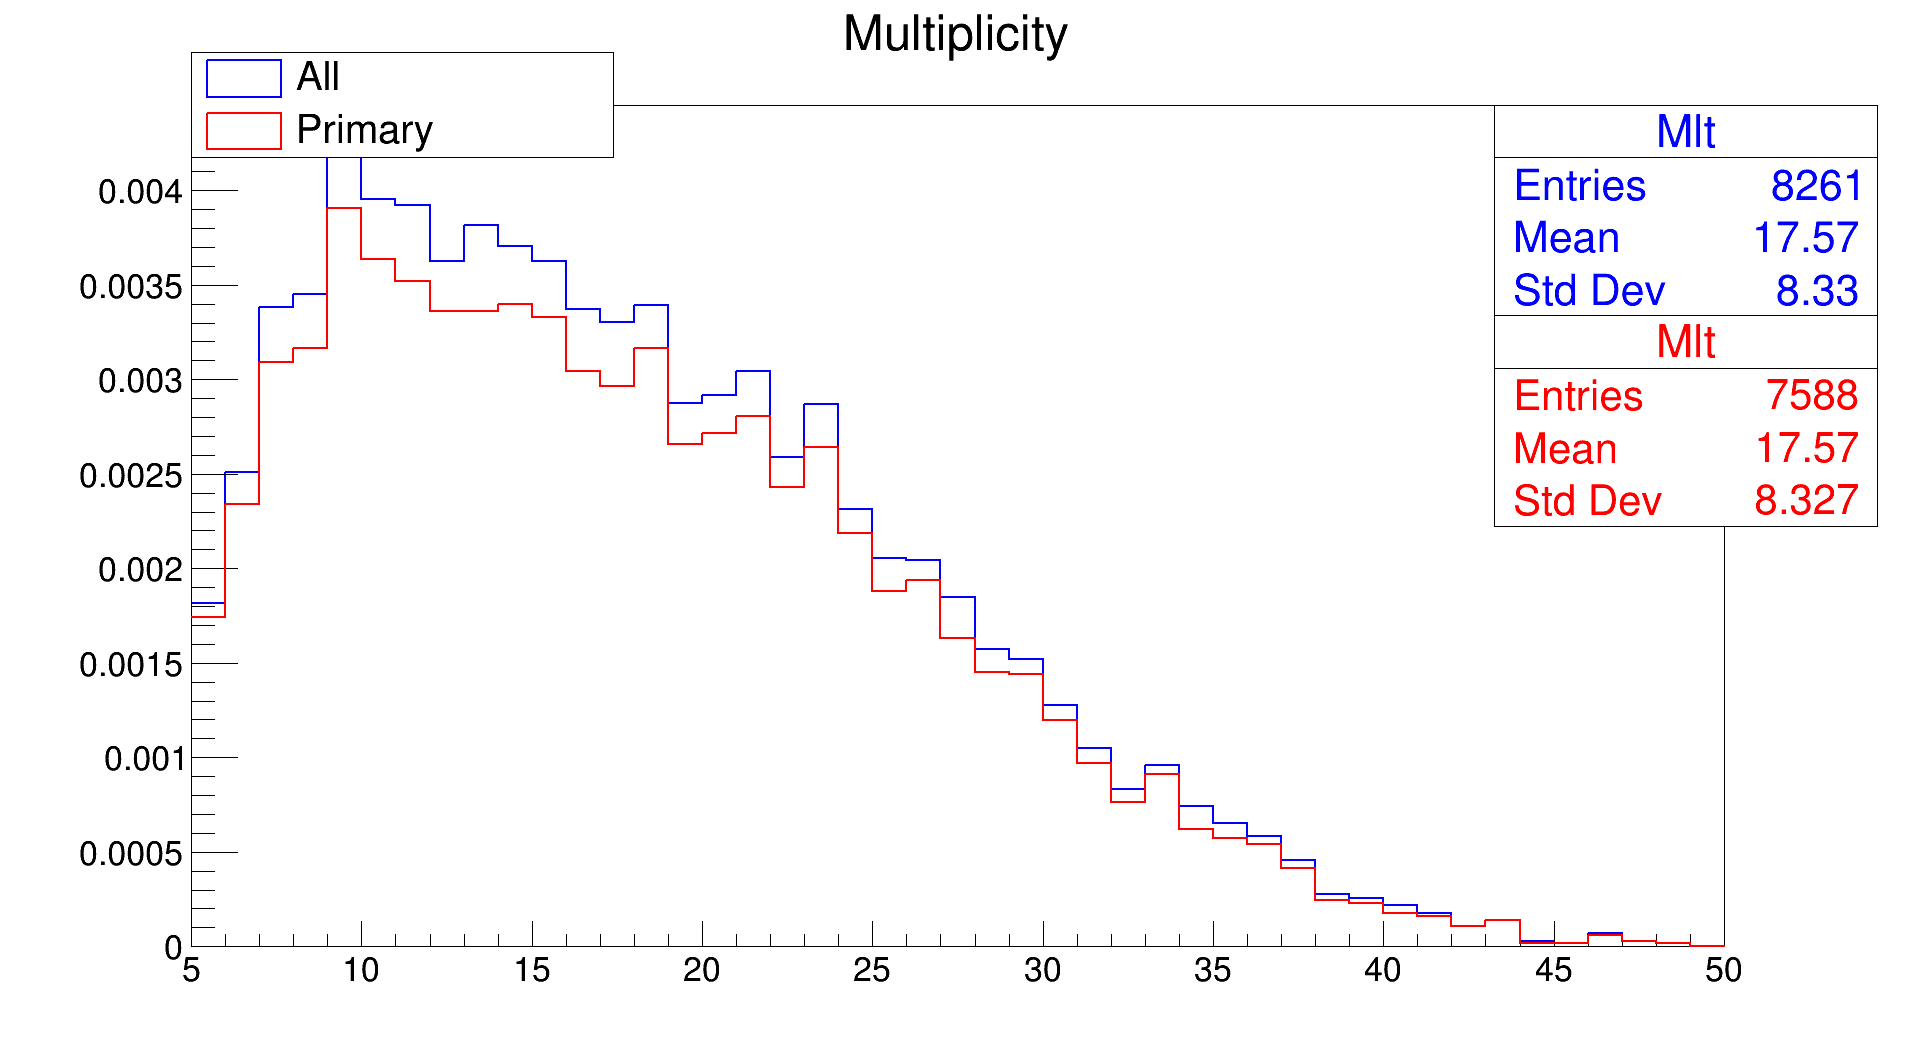 Multiplicity
All
Primary
Mlt
Entries 8261
Mean 17.57
Std Dev 8.33
Mlt
Entries 7588
Mean 17.57
Std Dev 8.327
0.004
0.0035
0.003
0.0025
0.002
0.0015
0.001
0.0005
0
5 10 15 20 25 30 35 40 45 50